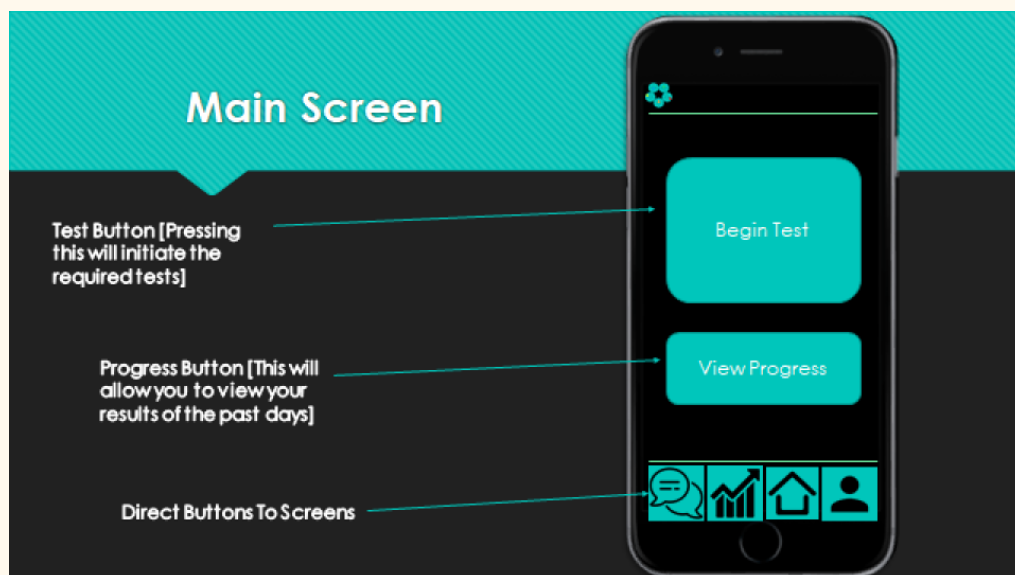 Main Screen
Test Button [Pressing
this will initiate the
required tests]
Begin Test
Progress Button [This will
allow you to view your
results of the past days]
View Progress
Direct Buttons To Screens